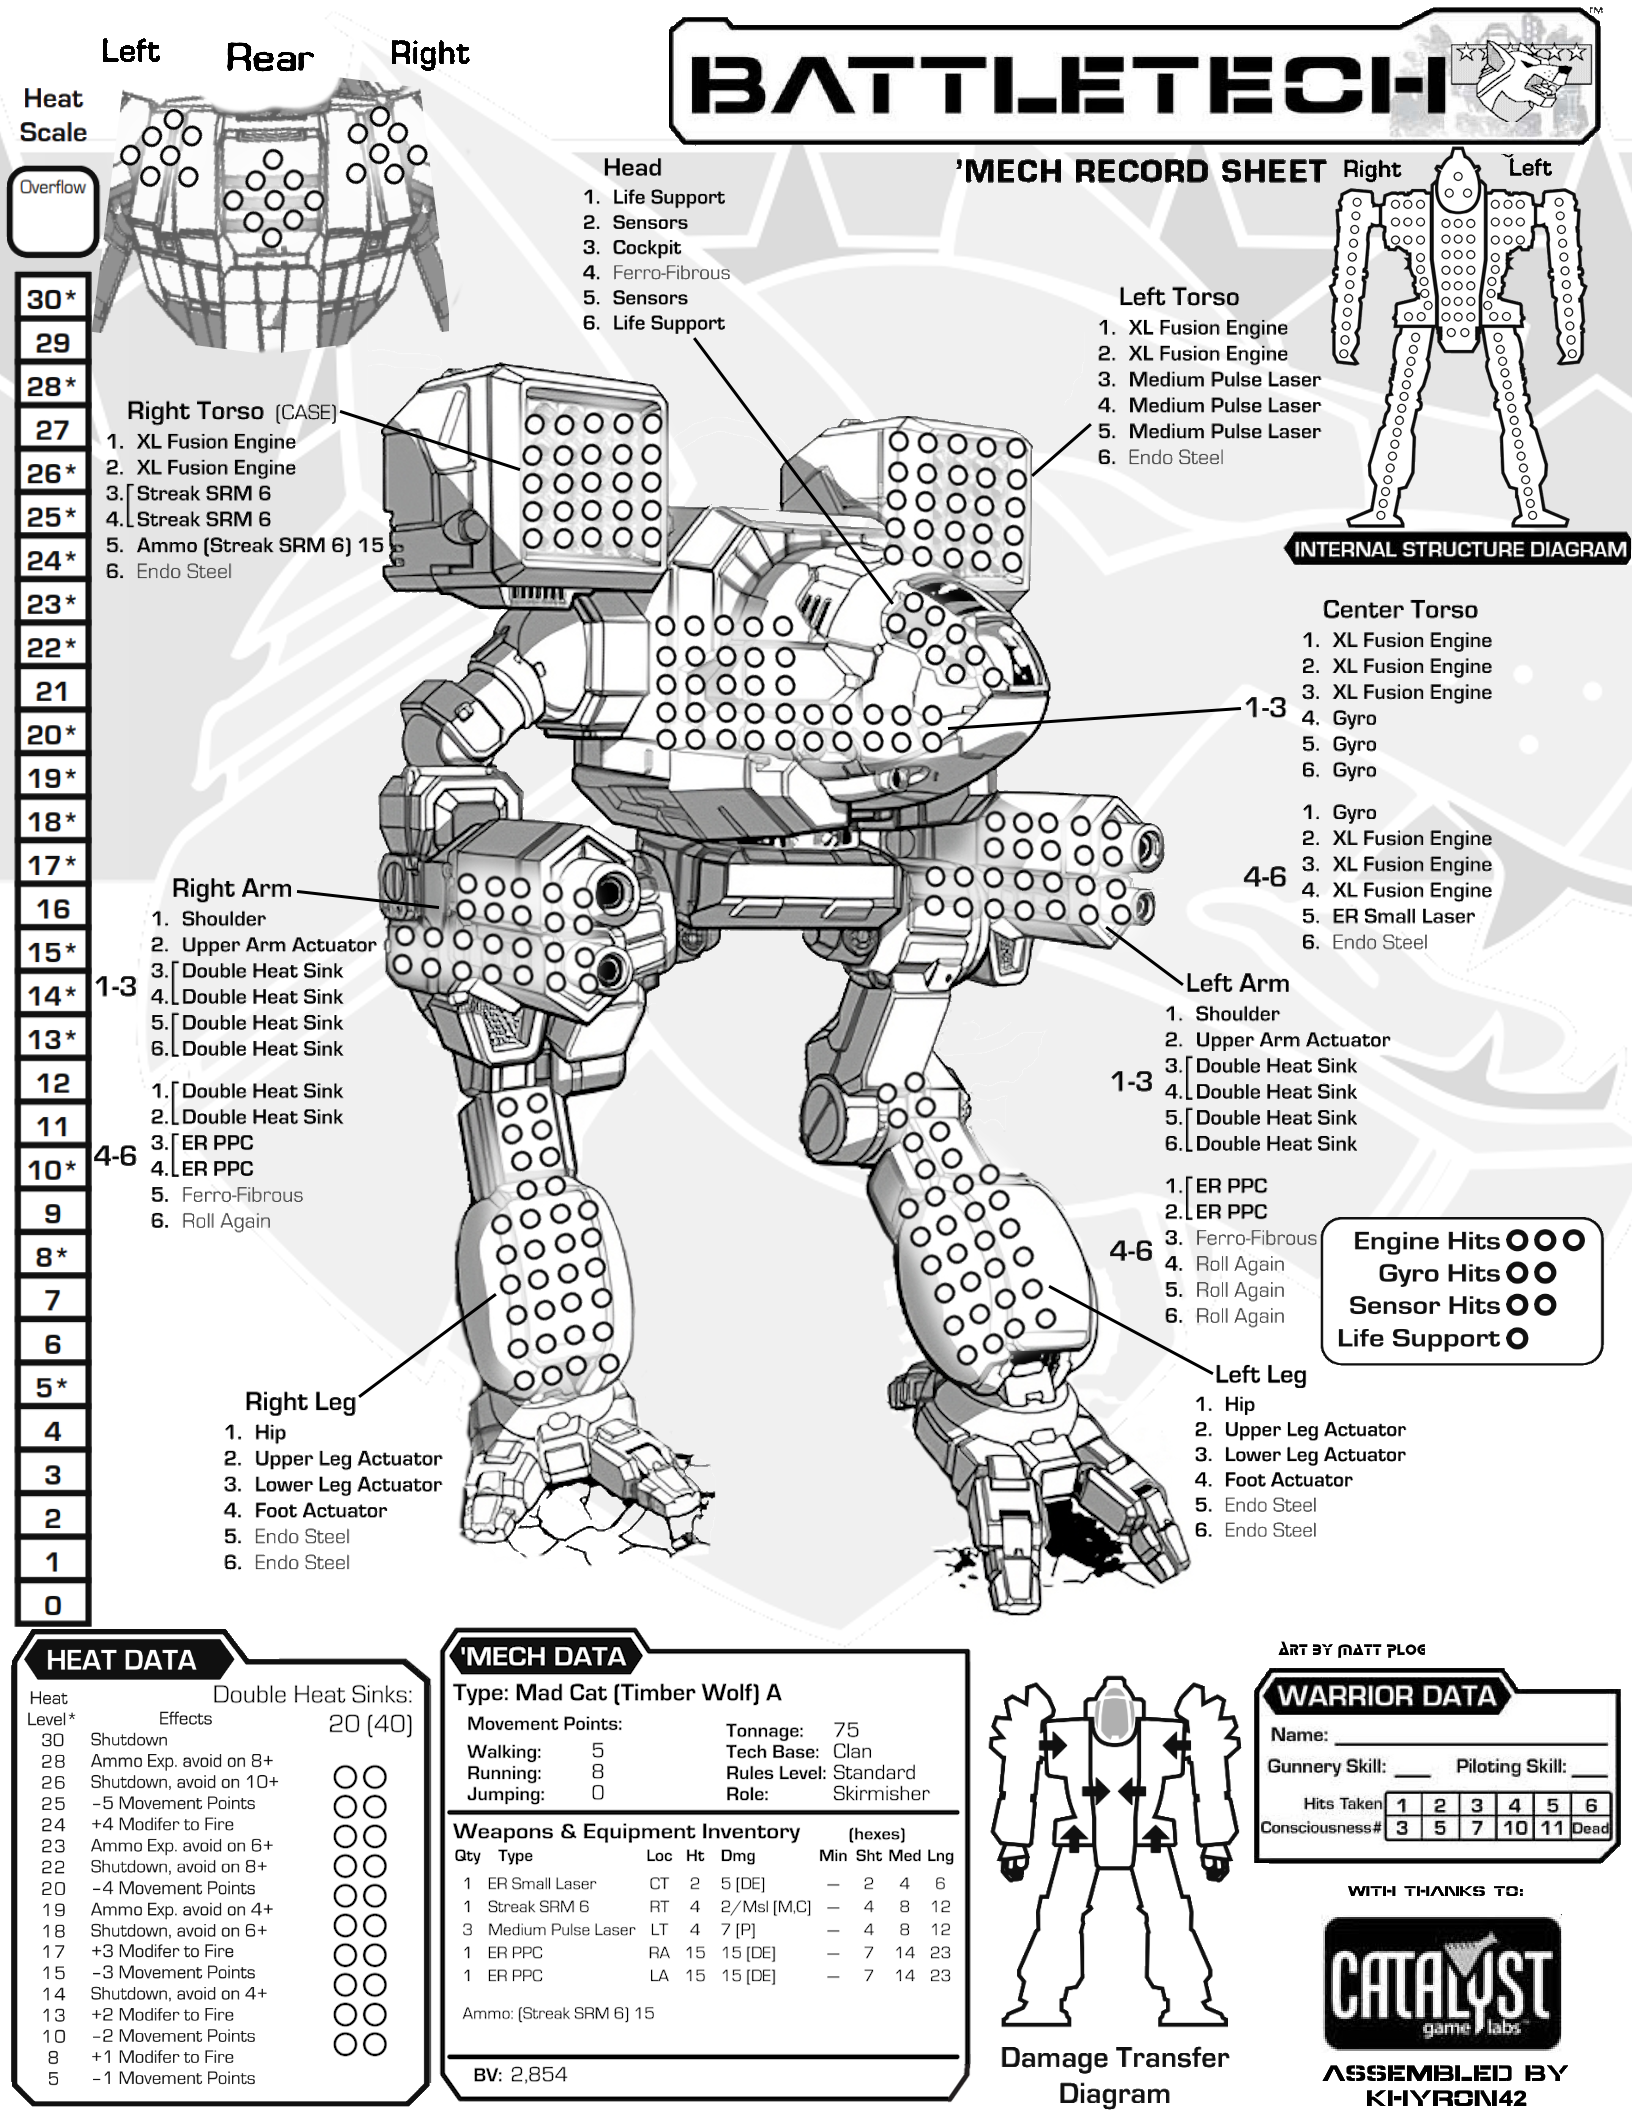 Left Rear Right
BATTLETECH
TM
'MECH RECORD SHEET
Heat
Scale
Overflow
30*
29
28*
27
26*
25*
24*
23*
22*
21
20*
19*
18*
17*
16
15*
14*
13*
12
11
10*
9
8*
7
6
5*
4
3
2
1
0
Head
1. Life Support
2. Sensors
3. Cockpit
4. Ferro-Fibrous
5. Sensors
6. Life Support
Right Left
INTERNAL STRUCTURE DIAGRAM
Left Torso
1. XL Fusion Engine
2. XL Fusion Engine
3. Medium Pulse Laser
4. Medium Pulse Laser
5. Medium Pulse Laser
6. Endo Steel
Right Torso (CASE)
1. XL Fusion Engine
2. XL Fusion Engine
3. Streak SRM 6
4. Streak SRM 6
5. Ammo (Streak SRM 6) 15
6. Endo Steel
Center Torso
1-3
1. XL Fusion Engine
2. XL Fusion Engine
3. XL Fusion Engine
4. Gyro
5. Gyro
6. Gyro
4-6
1. Gyro
2. XL Fusion Engine
3. XL Fusion Engine
4. XL Fusion Engine
5. ER Small Laser
6. Endo Steel
Right Arm
1-3
1. Shoulder
2. Upper Arm Actuator
3. Double Heat Sink
4. Double Heat Sink
5. Double Heat Sink
6. Double Heat Sink
4-6
1. Double Heat Sink
2. Double Heat Sink
3. ER PPC
4. ER PPC
5. Ferro-Fibrous
6. Roll Again
Left Arm
1-3
1. Shoulder
2. Upper Arm Actuator
3. Double Heat Sink
4. Double Heat Sink
5. Double Heat Sink
6. Double Heat Sink
4-6
1. ER PPC
2. ER PPC
3. Ferro-Fibrous
4. Roll Again
5. Roll Again
6. Roll Again
Engine Hits
Gyro Hits
Sensor Hits
Life Support
Right Leg
1. Hip
2. Upper Leg Actuator
3. Lower Leg Actuator
4. Foot Actuator
5. Endo Steel
6. Endo Steel
Left Leg
1. Hip
2. Upper Leg Actuator
3. Lower Leg Actuator
4. Foot Actuator
5. Endo Steel
6. Endo Steel
HEAT DATA
Double Heat Sinks:
20 (40)
Heat
Level* Effects
30 Shutdown
28 Ammo Exp. avoid on 8+
26 Shutdown, avoid on 10+
25 -5 Movement Points
24 +4 Modifer to Fire
23 Ammo Exp. avoid on 6+
22 Shutdown, avoid on 8+
20 -4 Movement Points
19 Ammo Exp. avoid on 4+
18 Shutdown, avoid on 6+
17 +3 Modifer to Fire
15 -3 Movement Points
14 Shutdown, avoid on 4+
13 +2 Modifer to Fire
10 -2 Movement Points
8 +1 Modifer to Fire
5 -1 Movement Points
'MECH DATA
Type: Mad Cat (Timber Wolf) A
Movement Points:
Walking: 5
Running: 8
Jumping: 0
Tonnage: 75
Tech Base: Clan
Rules Level: Standard
Role: Skirmisher
Weapons & Equipment Inventory (hexes)
Qty Type Loc Ht Dmg Min Sht Med Lng
1 ER Small Laser CT 2 5 [DE] — 2 4 6
1 Streak SRM 6 RT 4 2/Msl [M,C] — 4 8 12
3 Medium Pulse Laser LT 4 7 [P] — 4 8 12
1 ER PPC RA 15 15 [DE] — 7 14 23
1 ER PPC LA 15 15 [DE] — 7 14 23
Ammo: (Streak SRM 6) 15
BV: 2,854
Damage Transfer
Diagram
ART BY MATT PLOG
WARRIOR DATA
Name:
Gunnery Skill: Piloting Skill:
Hits Taken 1 2 3 4 5 6
Consciousness# 3 5 7 10 11 Dead
WITH THANKS TO:
CATALYST
game labs
ASSEMBLED BY
KHYRON42